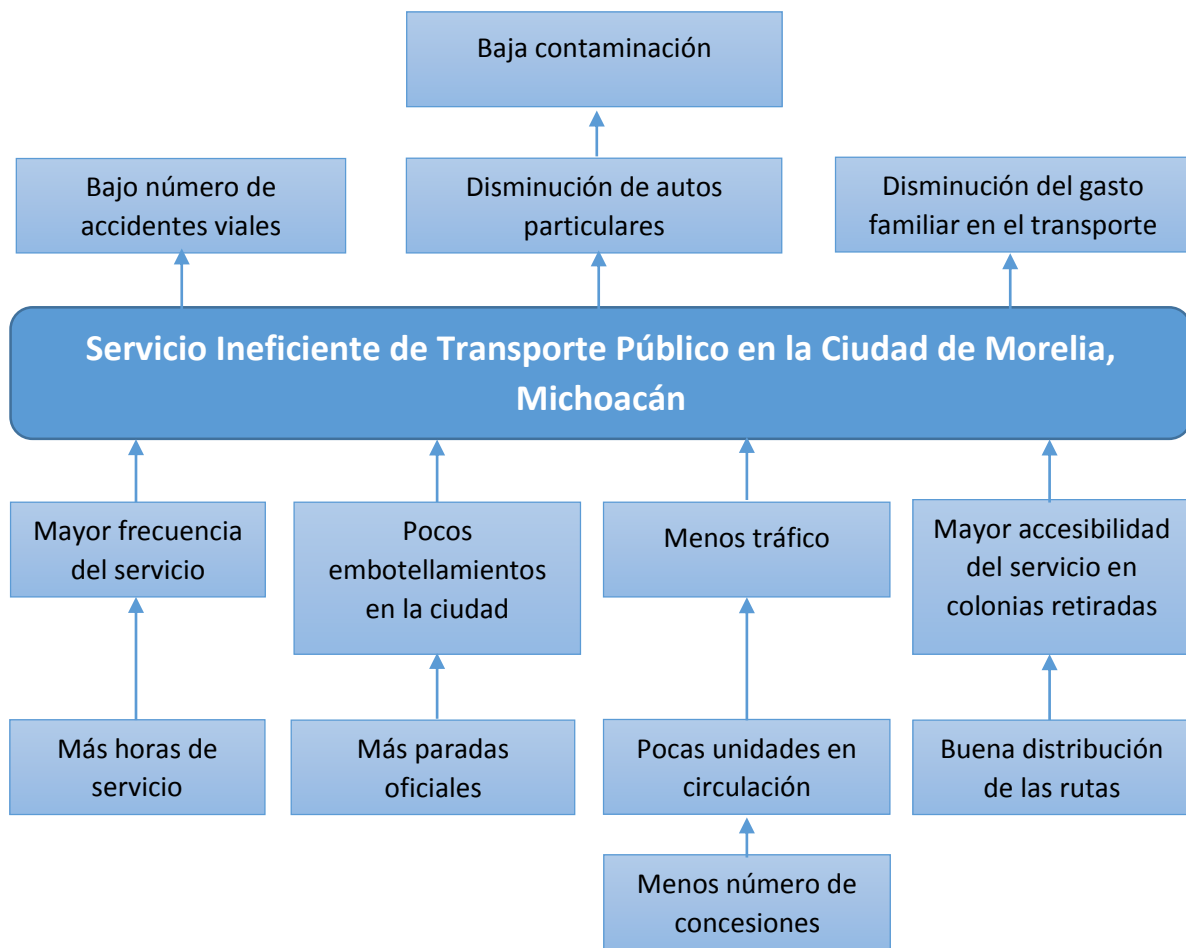 Baja contaminación
Bajo número de
accidentes viales
Disminución de autos
particulares
Disminución del gasto
familiar en el transporte
Servicio Ineficiente de Transporte Público en la Ciudad de Morelia,
Michoacán
Mayor frecuencia
del servicio
Pocos
embotellamientos
en la ciudad
Menos tráfico
Mayor accesibilidad
del servicio en
colonias retiradas
Más horas de
servicio
Más paradas
oficiales
Pocas unidades en
circulación
Buena distribución
de las rutas
Menos número de
concesiones